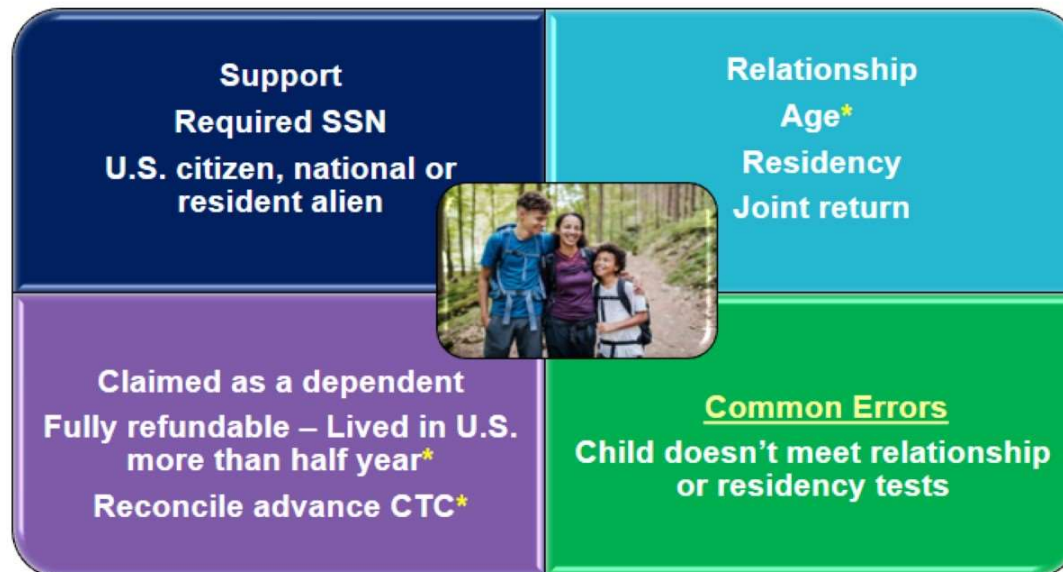 Support
Required SSN
U.S. citizen, national or
resident alien
Relationship
Age*
Residency
Joint return
Claimed as a dependent
Fully refundable – Lived in U.S.
more than half year*
Reconcile advance CTC*
Common Errors
Child doesn't meet relationship
or residency tests